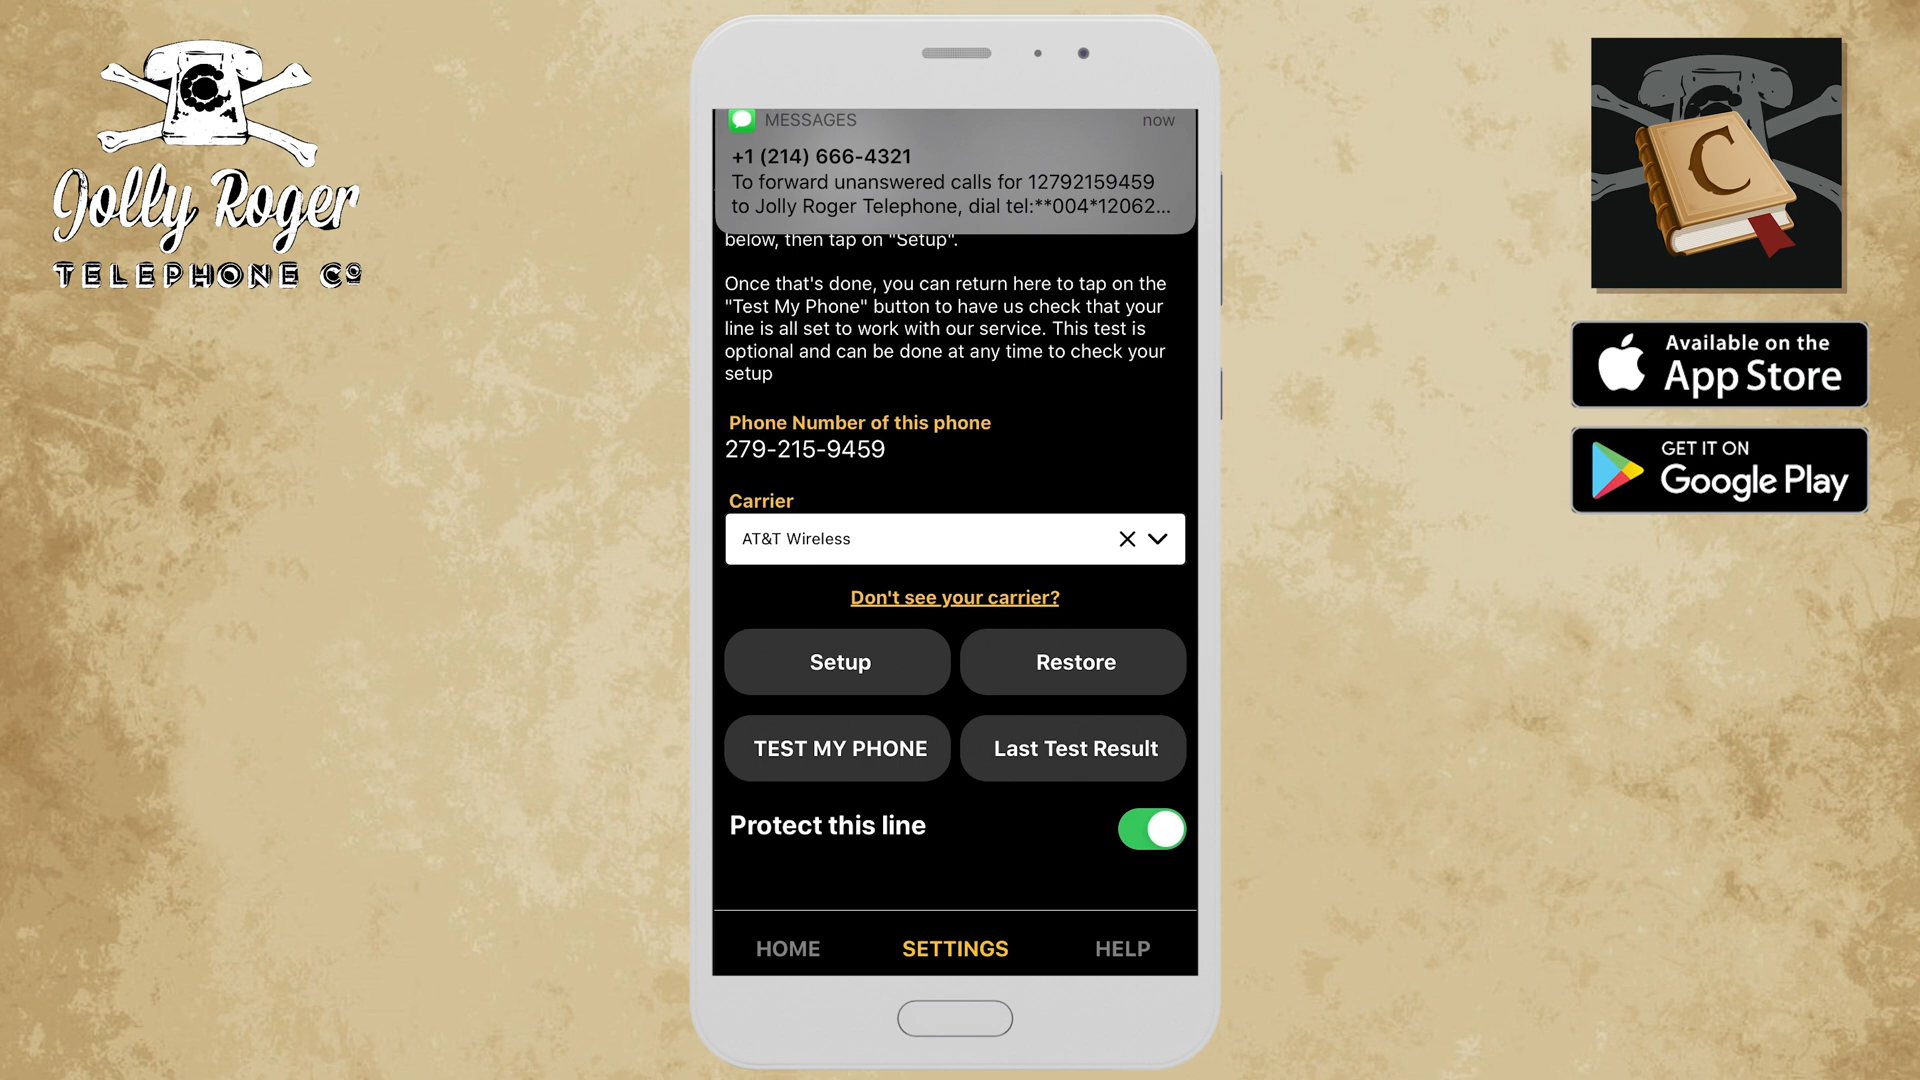 Jolly Roger
TELEPHONE Co
MESSAGES
now
+1 (214) 666-4321
To forward unanswered calls for 12792159459
to Jolly Roger Telephone, dial tel:**004*12062...
below, then tap on "Setup".
Once that's done, you can return here to tap on the
"Test My Phone" button to have us check that your
line is all set to work with our service. This test is
optional and can be done at any time to check your
setup
Phone Number of this phone
279-215-9459
Carrier
AT&T Wireless
Don't see your carrier?
Setup
Restore
TEST MY PHONE
Last Test Result
Protect this line
HOME
SETTINGS
HELP
C
Available on the
App Store
GET IT ON
Google Play